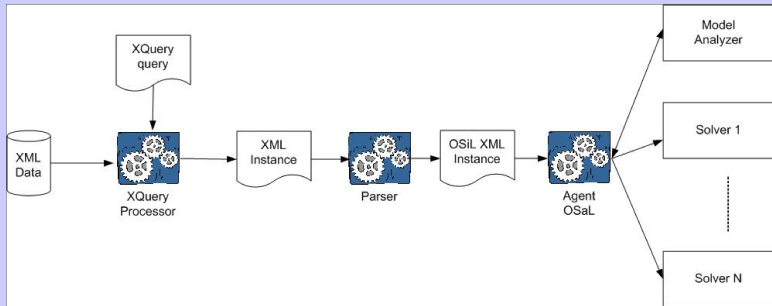 XQuery
query
XML
Data
XQuery
Processor
XML
Instance
Parser
OSiL XML
Instance
Agent
OSaL
Model
Analyzer
Solver 1
Solver N